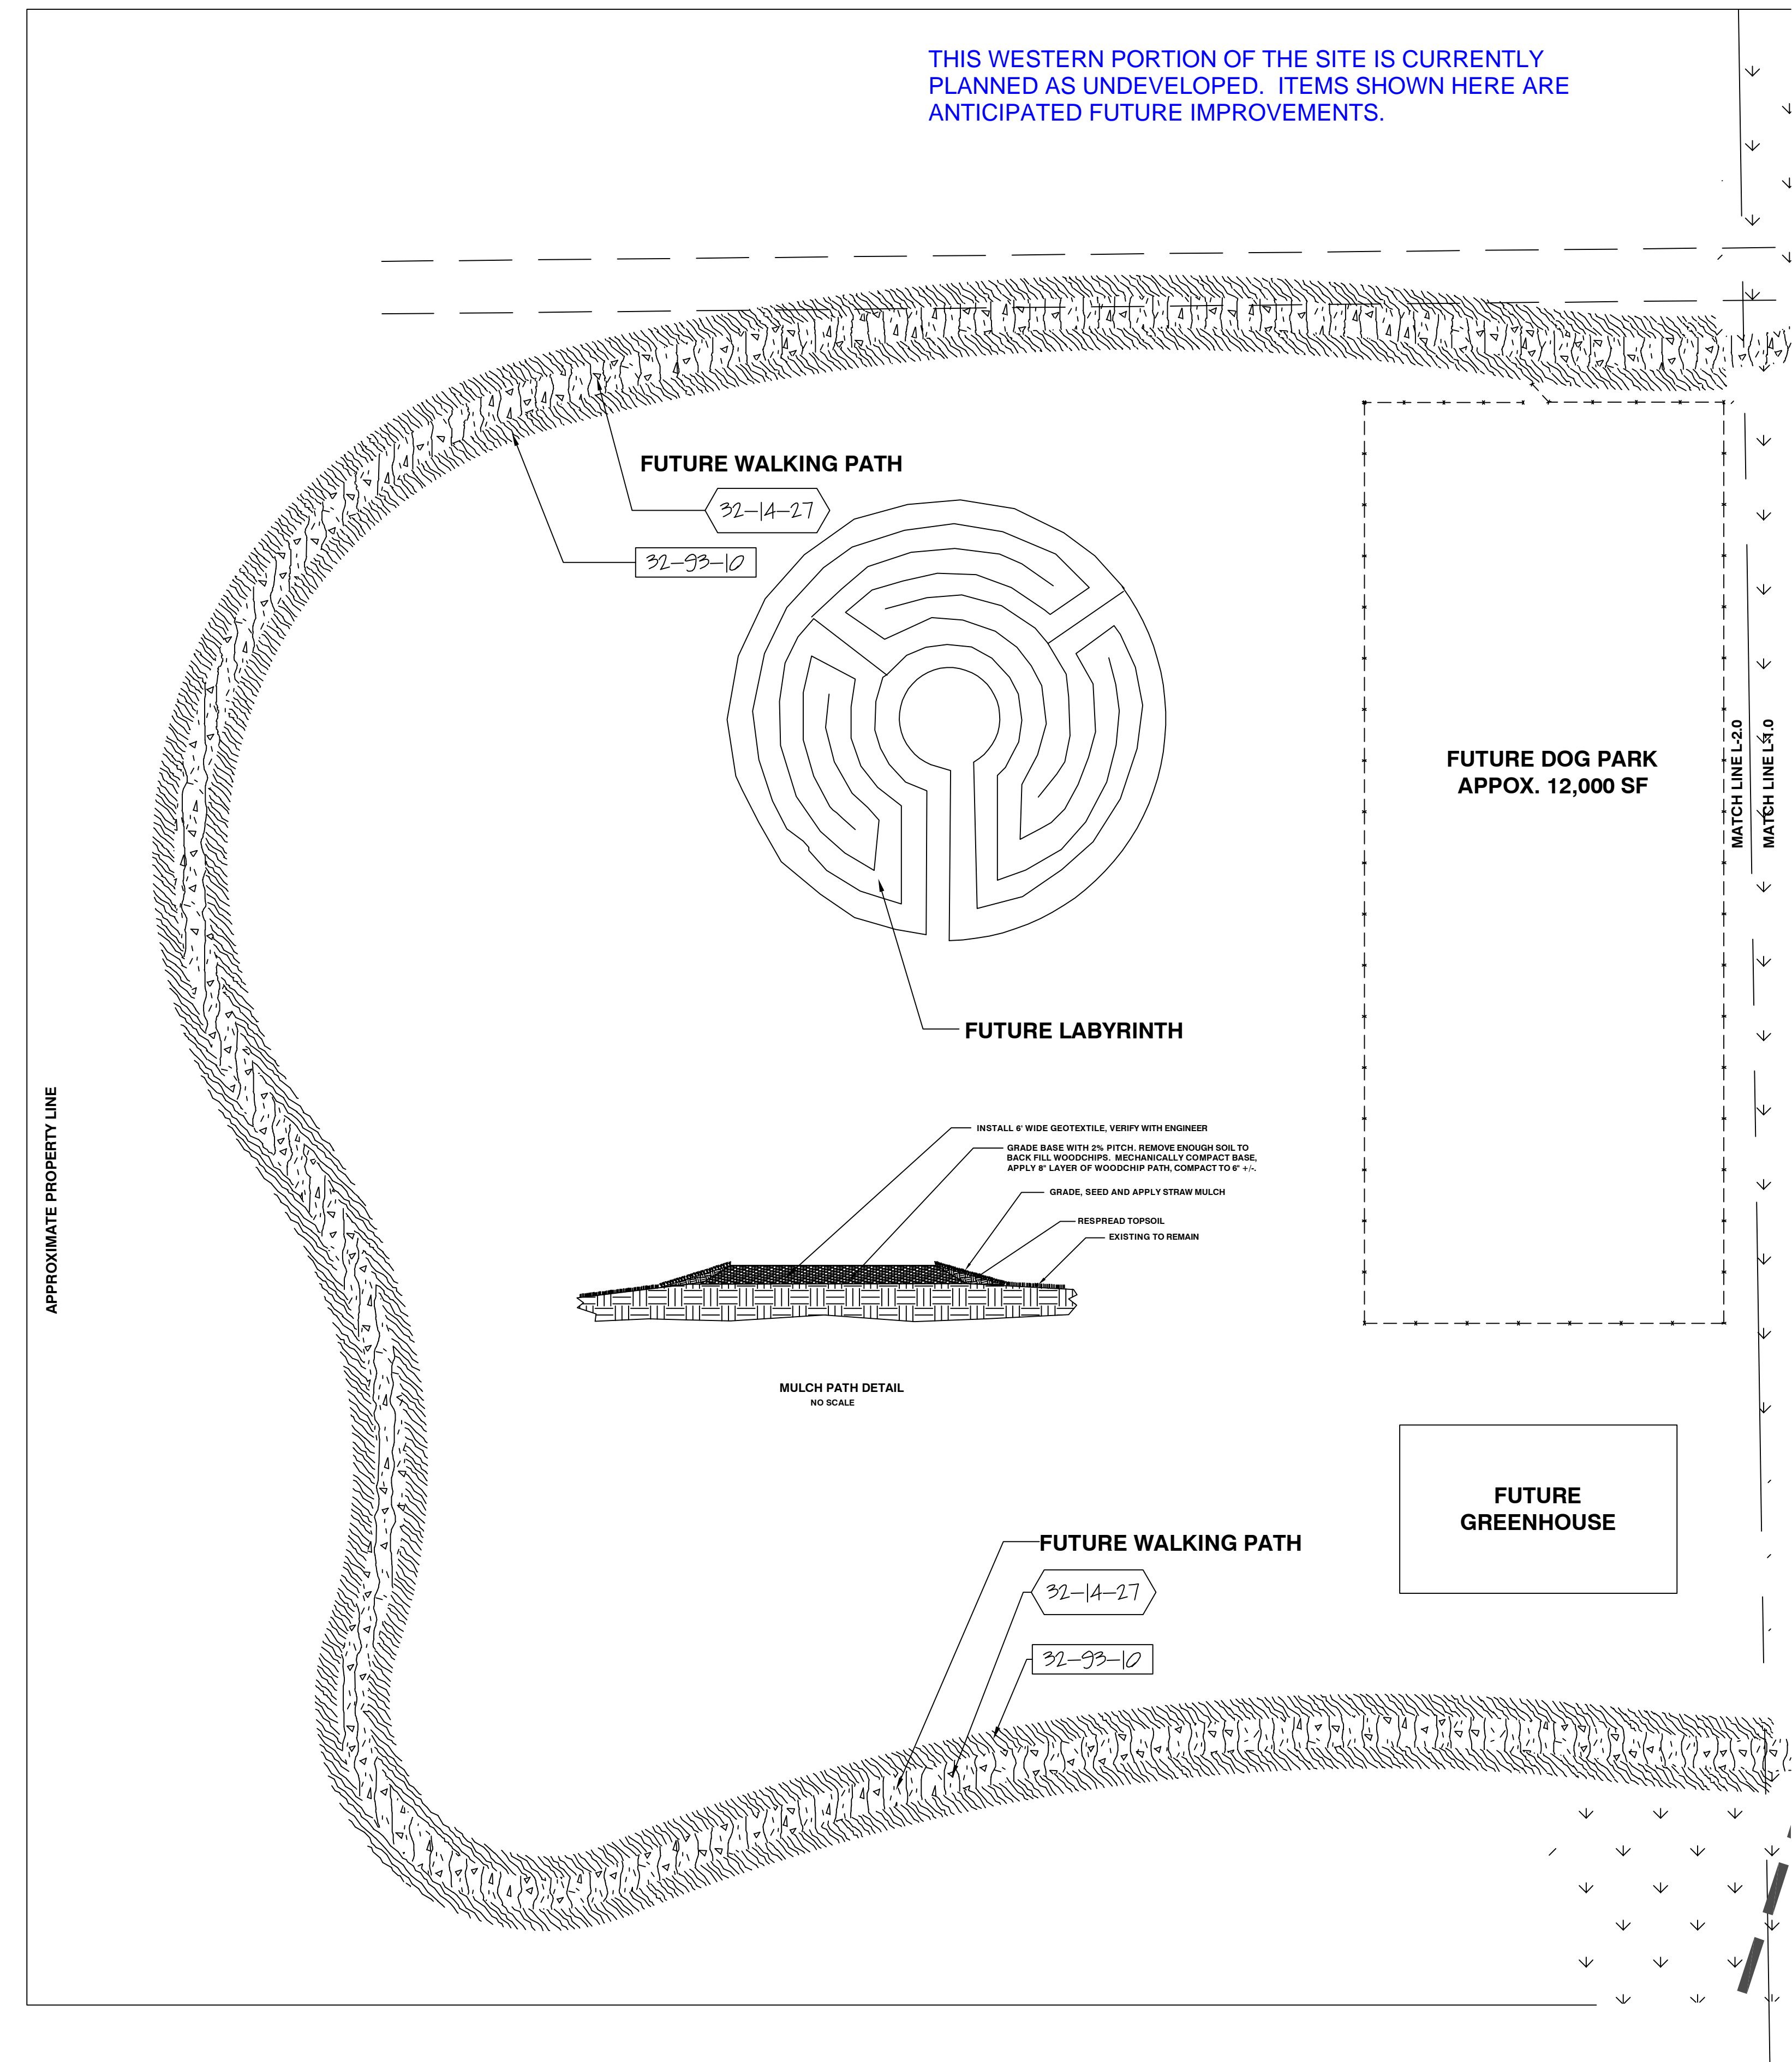 THIS WESTERN PORTION OF THE SITE IS CURRENTLY
PLANNED AS UNDEVELOPED.  ITEMS SHOWN HERE ARE
ANTICIPATED FUTURE IMPROVEMENTS.
FUTURE WALKING PATH
32-14-27
32-93-10
FUTURE DOG PARK
APPOX. 12,000 SF
MATCH LINE L-2.0
MATCH LINE L-1.0
FUTURE LABYRINTH
APPROXIMATE PROPERTY LINE
INSTALL 6' WIDE GEOTEXTILE, VERIFY WITH ENGINEER
GRADE BASE WITH 2% PITCH. REMOVE ENOUGH SOIL TO
BACK FILL WOODCHIPS.  MECHANICALLY COMPACT BASE,
APPLY 8" LAYER OF WOODCHIP PATH, COMPACT TO 6" +/-.
GRADE, SEED AND APPLY STRAW MULCH
RESPREAD TOPSOIL
EXISTING TO REMAIN
MULCH PATH DETAIL
NO SCALE
FUTURE
GREENHOUSE
FUTURE WALKING PATH
32-14-27
32-93-10